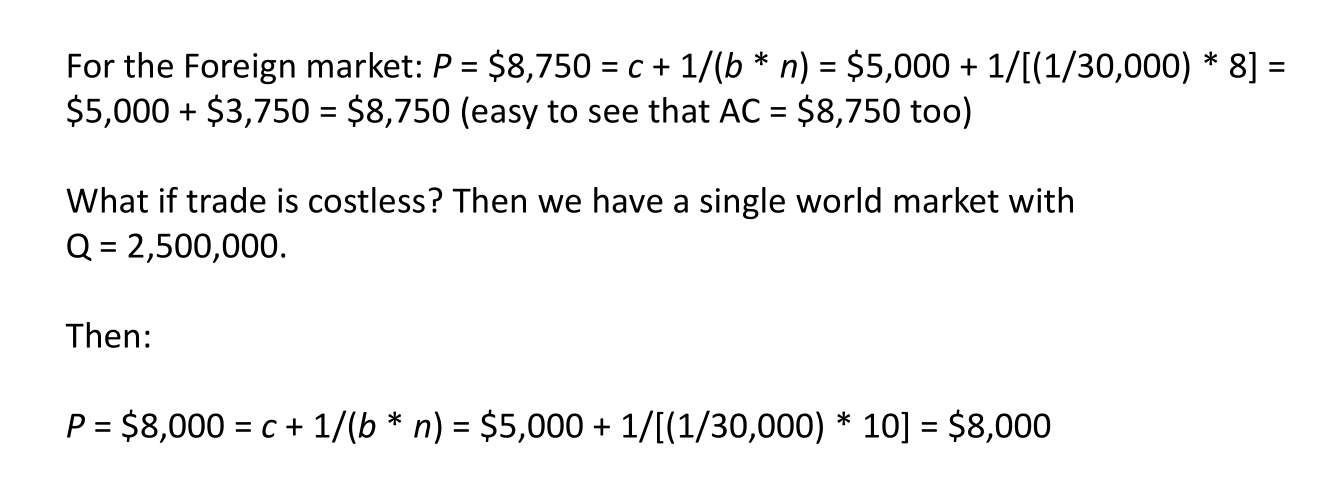 For the Foreign market: P = $8,750 = c + 1/(b * n) = $5,000 + 1/[(1/30,000) * 8] =
$5,000 + $3,750 = $8,750 (easy to see that AC = $8,750 too)
What if trade is costless? Then we have a single world market with
Q = 2,500,000.
Then:
P = $8,000 = c + 1/(b * n) = $5,000 + 1/[(1/30,000) * 10] = $8,000